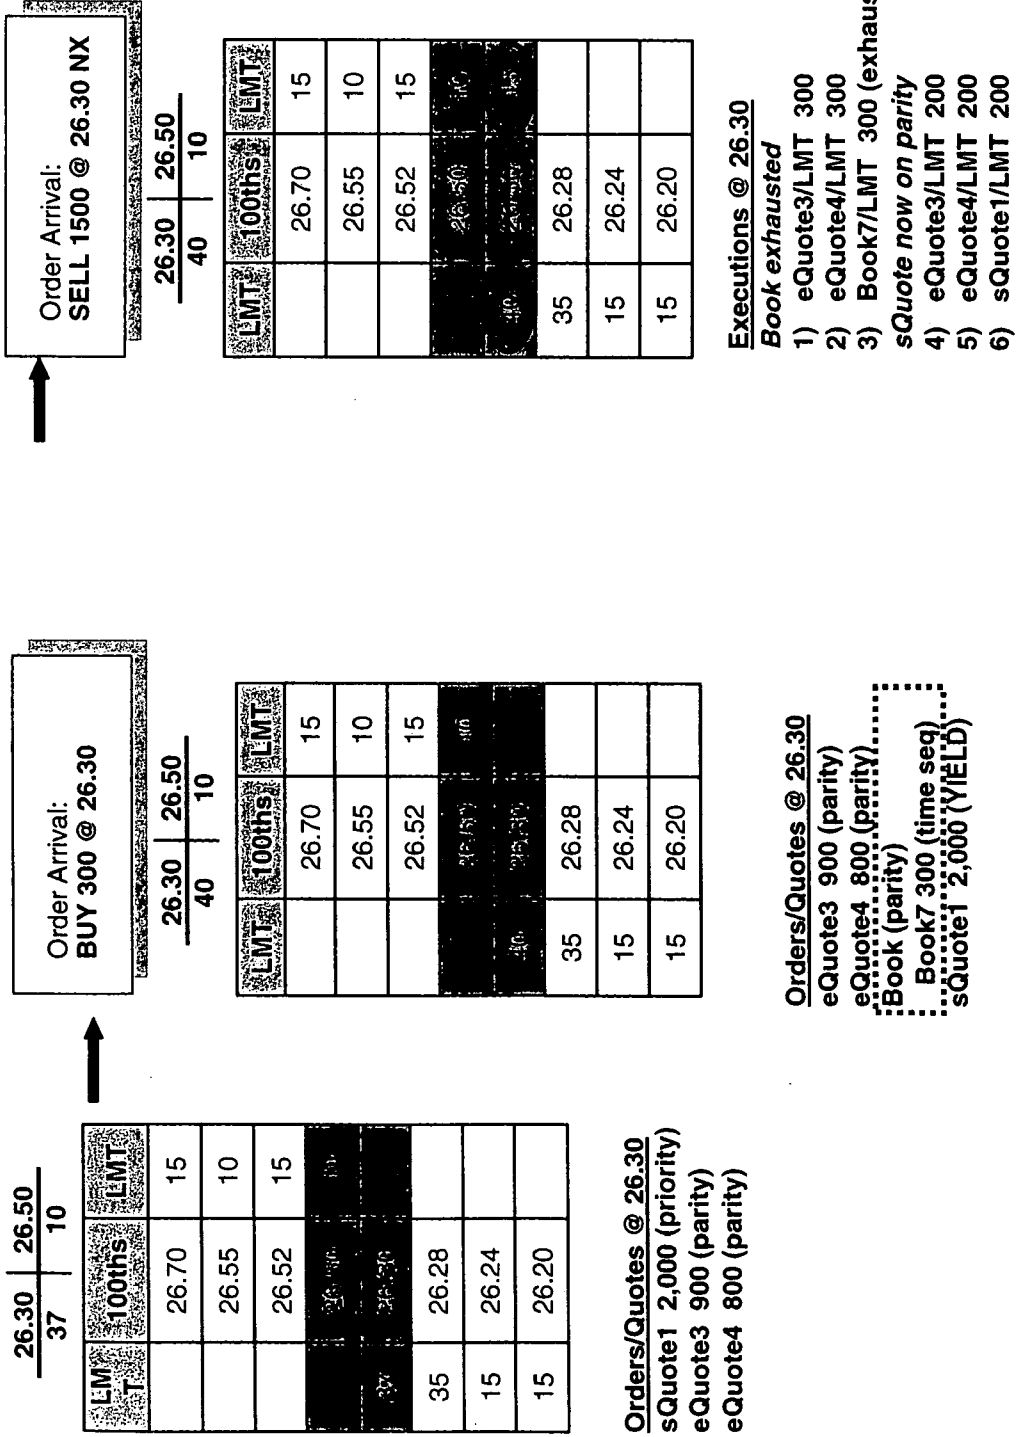 26.30 26.50
37 10
LM T 100ths LMT
26.70 15
26.55 10
26.52 15
35 26.28
15 26.24
15 26.20
Orders/Quotes @ 26.30
sQuote1 2,000 (priority)
eQuote3 900 (parity)
eQuote4 800 (parity)
Order Arrival:
BUY 300 @ 26.30
26.30 26.50
40 10
LMT 100ths LMT
26.70 15
26.55 10
26.52 15
40
35 26.28
15 26.24
15 26.20
Orders/Quotes @ 26.30
eQuote3 900 (parity)
eQuote4 800 (parity)
Book (parity)
Book7 300 (time seq)
sQuote1 2,000 (YIELD)
Order Arrival:
SELL 1500 @ 26.30 NX
26.30 26.50
40 10
LMT 100ths LMT
26.70 15
26.55 10
26.52 15
35 26.28
15 26.24
15 26.20
Executions @ 26.30
Book exhausted
1) eQuote3/LMT 300
2) eQuote4/LMT 300
3) Book7/LMT 300 (exhaus
sQuote now on parity
4) eQuote3/LMT 200
5) eQuote4/LMT 200
6) sQuote1/LMT 200